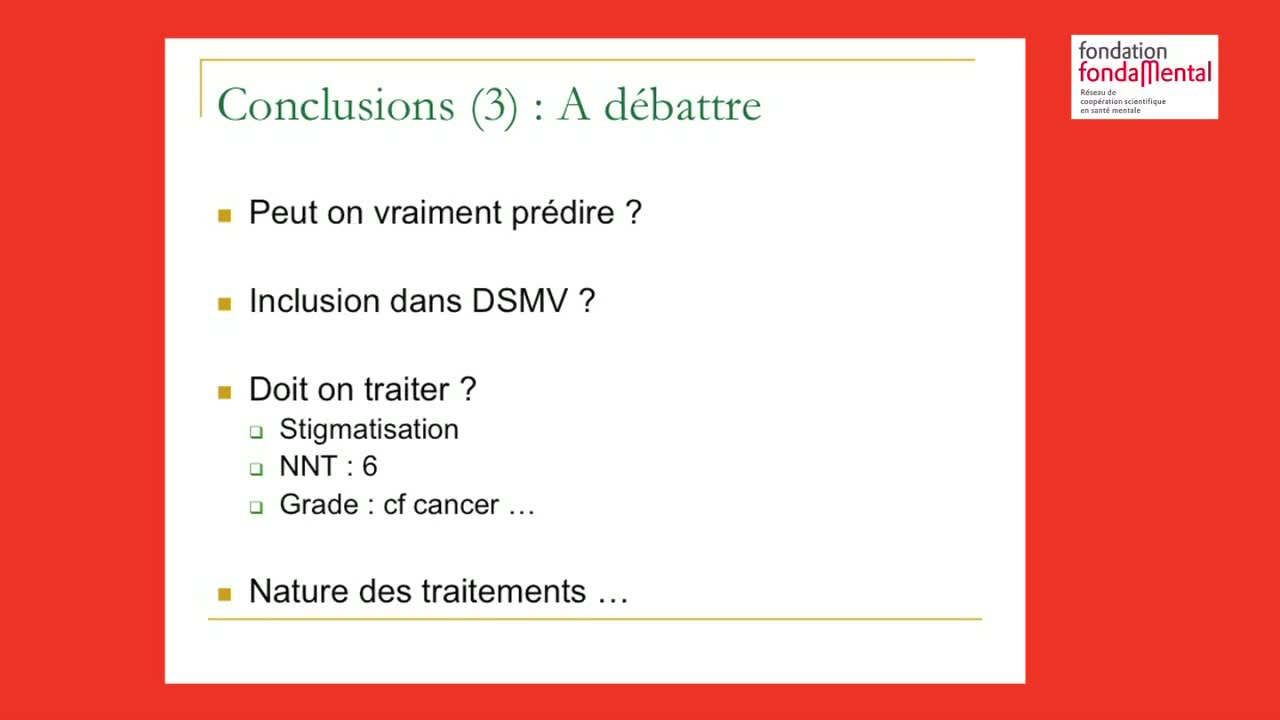 Conclusions (3) : A débattre
Peut on vraiment prédire ?
Inclusion dans DSMV ?
Doit on traiter ?
Stigmatisation
NNT : 6
Grade : cf cancer …
Nature des traitements …
fondation
fondaMental
Réseau de
coopération scientifique
en santé mentale